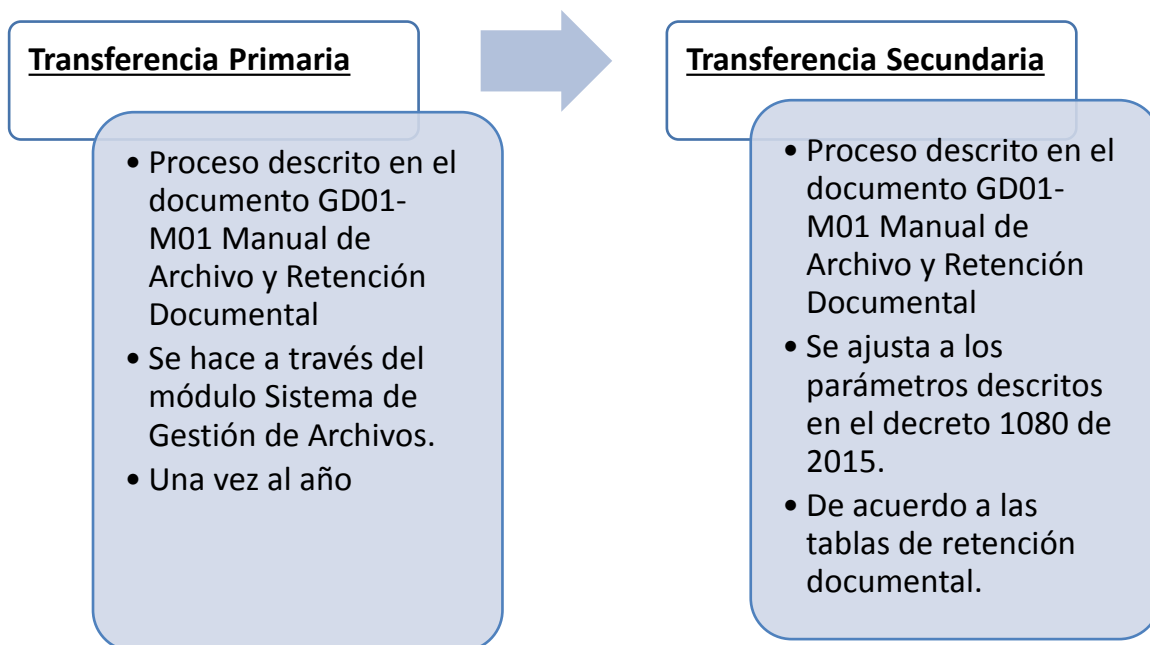 Transferencia Primaria
• Proceso descrito en el
documento GD01-
M01 Manual de
Archivo y Retención
Documental
• Se hace a través del
módulo Sistema de
Gestión de Archivos.
• Una vez al año
Transferencia Secundaria
• Proceso descrito en el
documento GD01-
M01 Manual de
Archivo y Retención
Documental
• Se ajusta a los
parámetros descritos
en el decreto 1080 de
2015.
• De acuerdo a las
tablas de retención
documental.